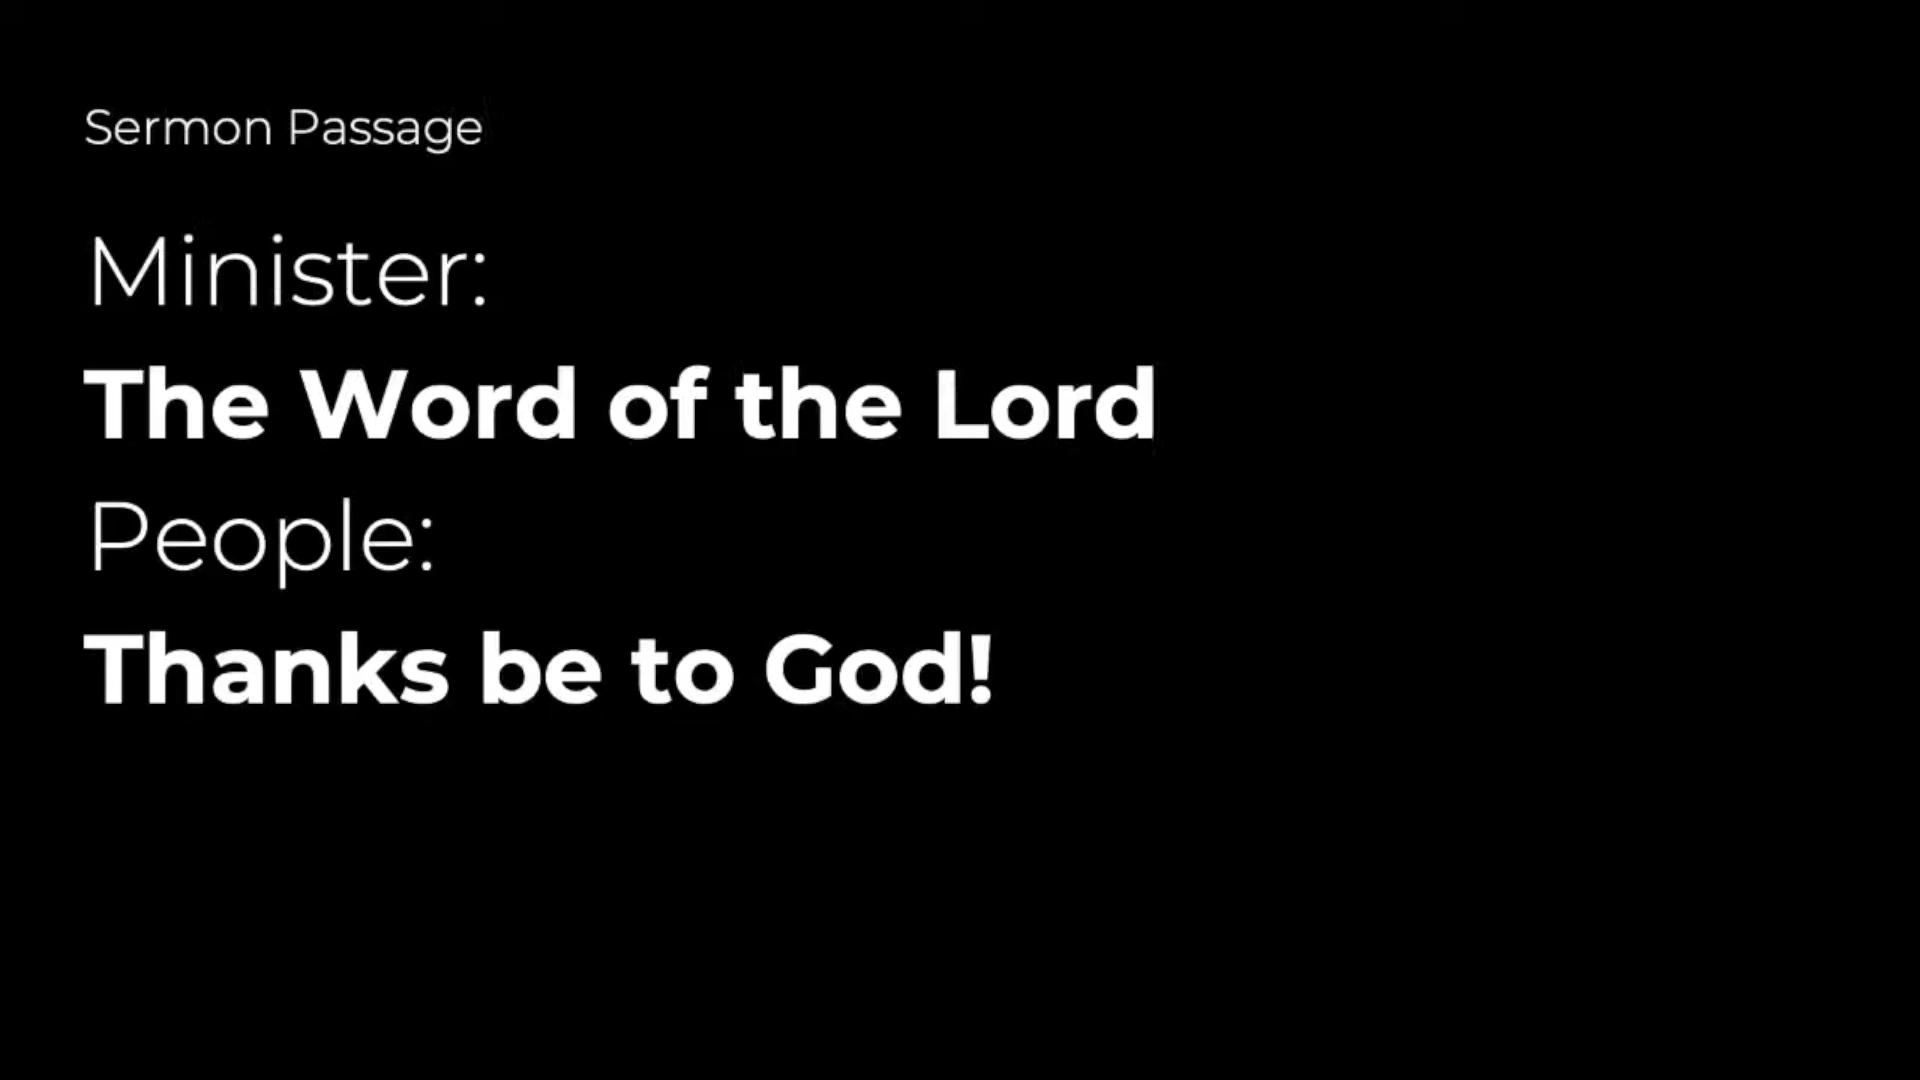 Sermon Passage
Minister:
The Word of the Lord
People:
Thanks be to God!